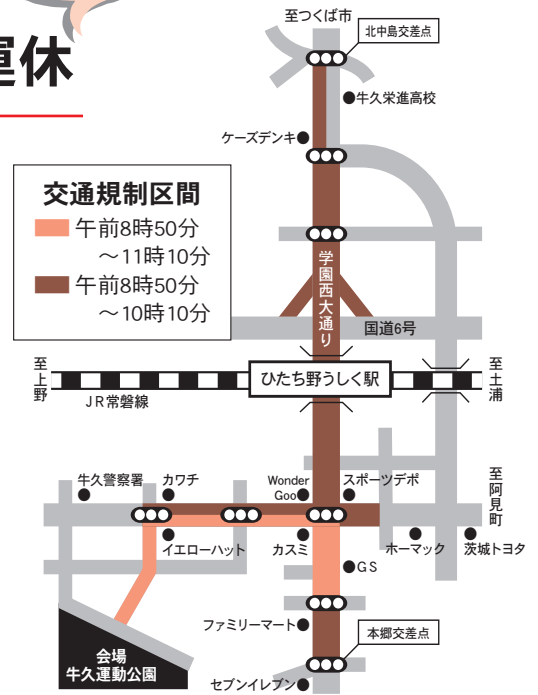 運休
至つくば市
北中島交差点
牛久栄進高校
ケーズデンキ
交通規制区間
午前8時50分
～11時10分
午前8時50分
～10時10分
学園西大通り
国道6号
至上野
ひたち野うしく駅
至土浦
JR常磐線
牛久警察署
カワチ
Wonder
Goo
スポーツデポ
至阿見町
イエローハット
カスミ
ホーマック
茨城トヨタ
GS
ファミリーマート
本郷交差点
会場
牛久運動公園
セブンイレブン